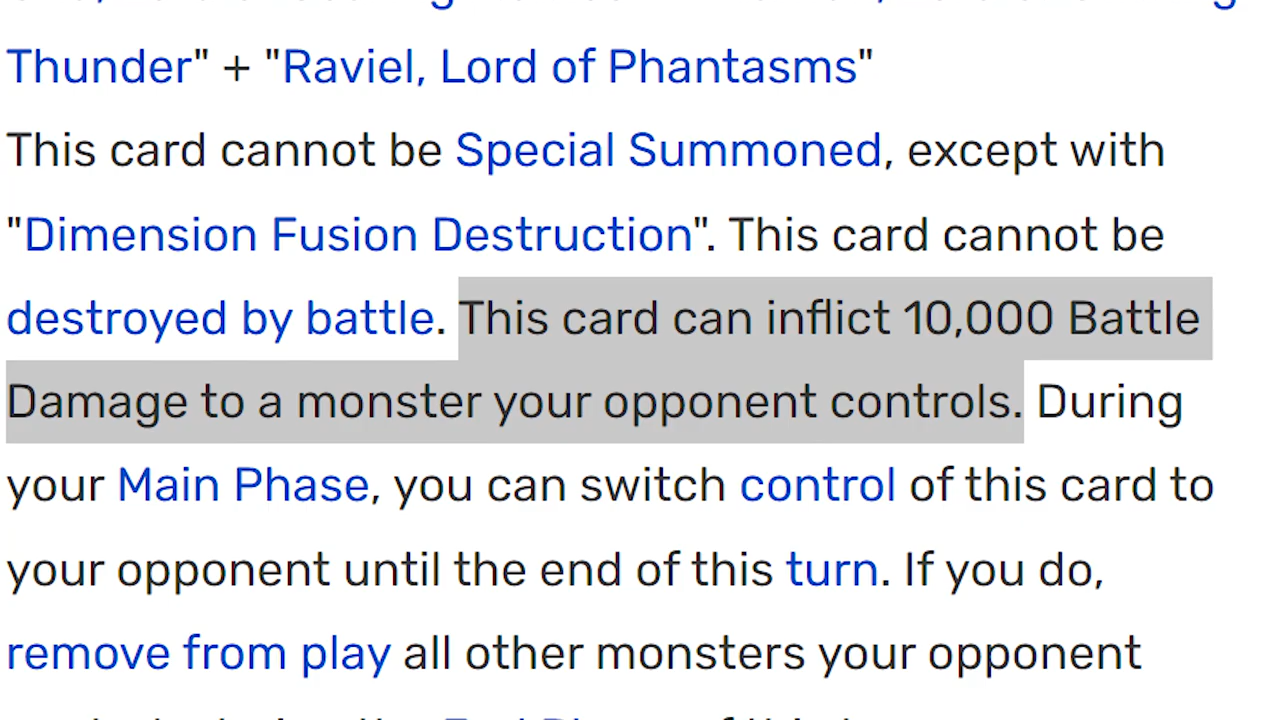 Thunder" + "Raviel, Lord of Phantasms"
This card cannot be Special Summoned, except with
"Dimension Fusion Destruction". This card cannot be
destroyed by battle. This card can inflict 10,000 Battle
Damage to a monster your opponent controls. During
your Main Phase, you can switch control of this card to
your opponent until the end of this turn. If you do,
remove from play all other monsters your opponent